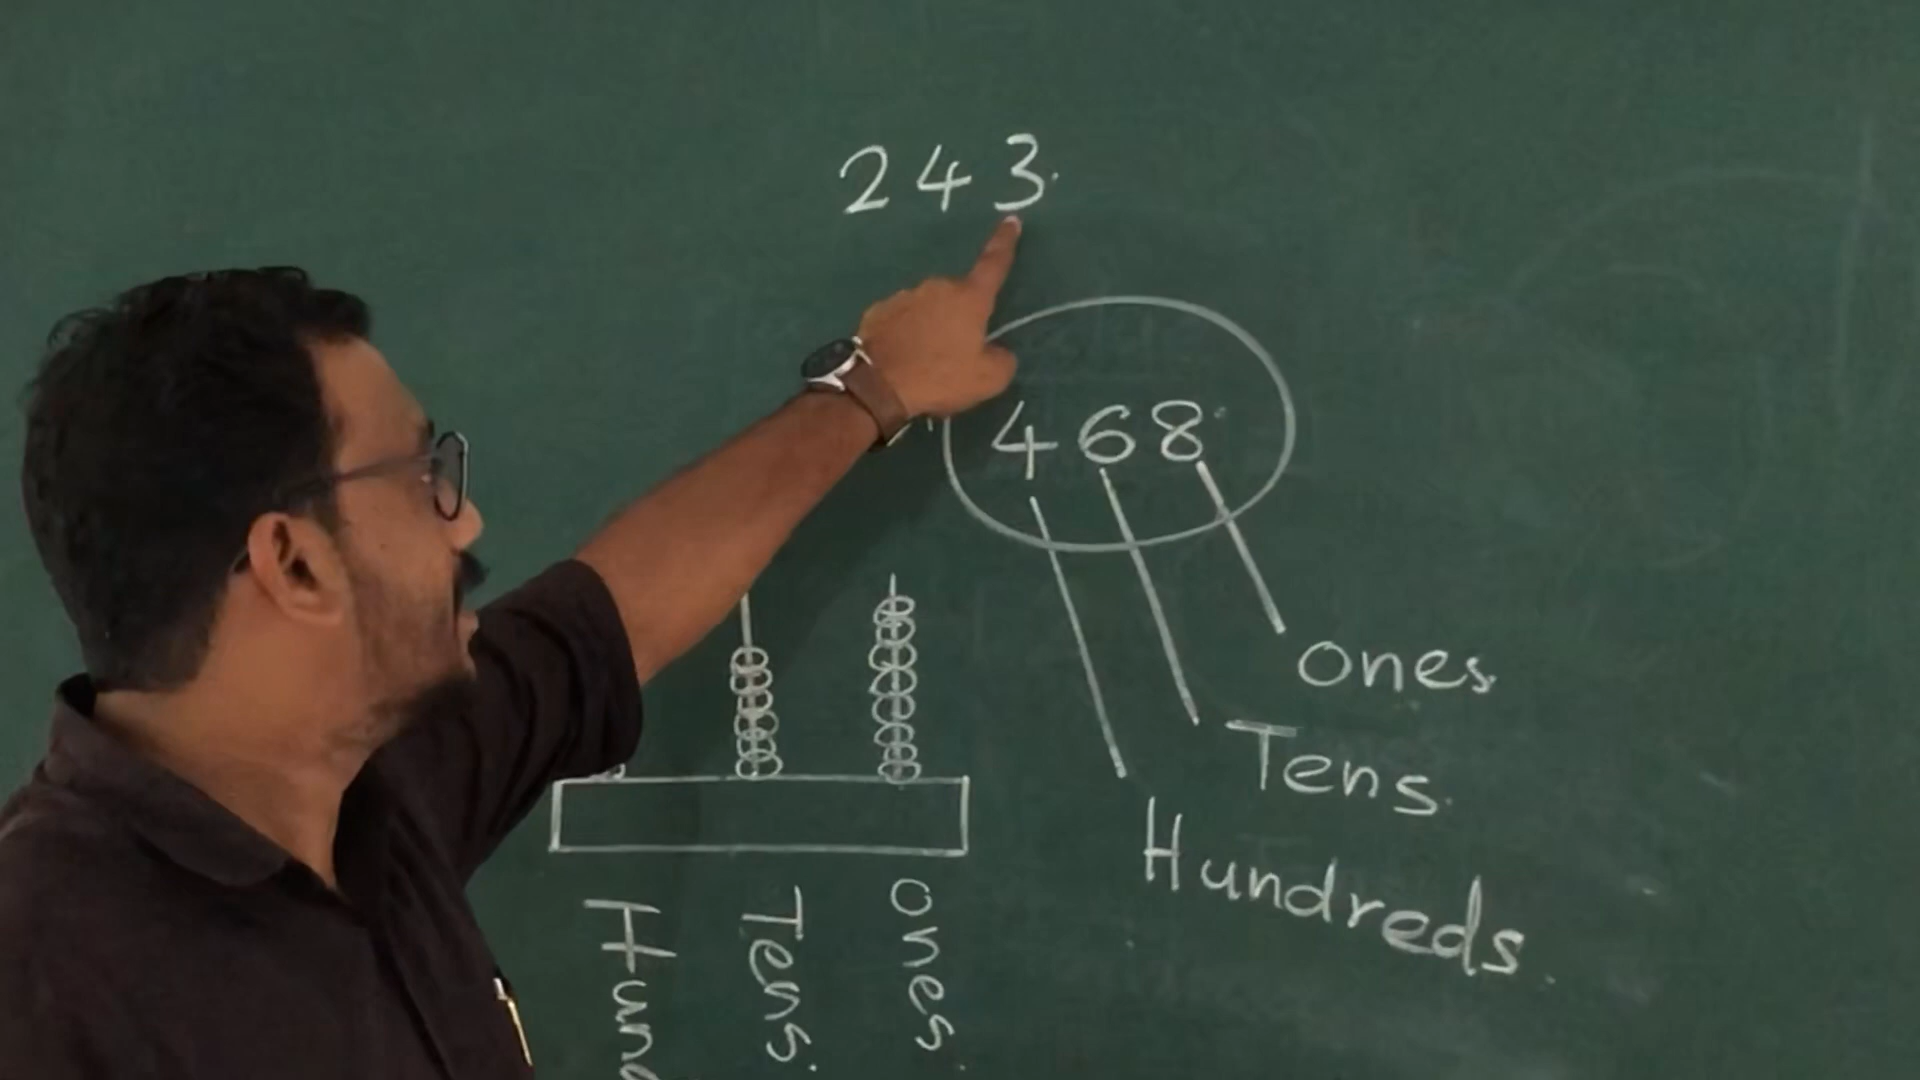 243.
468
ones.
Tens.
Hundreds.
ones.
Tens.